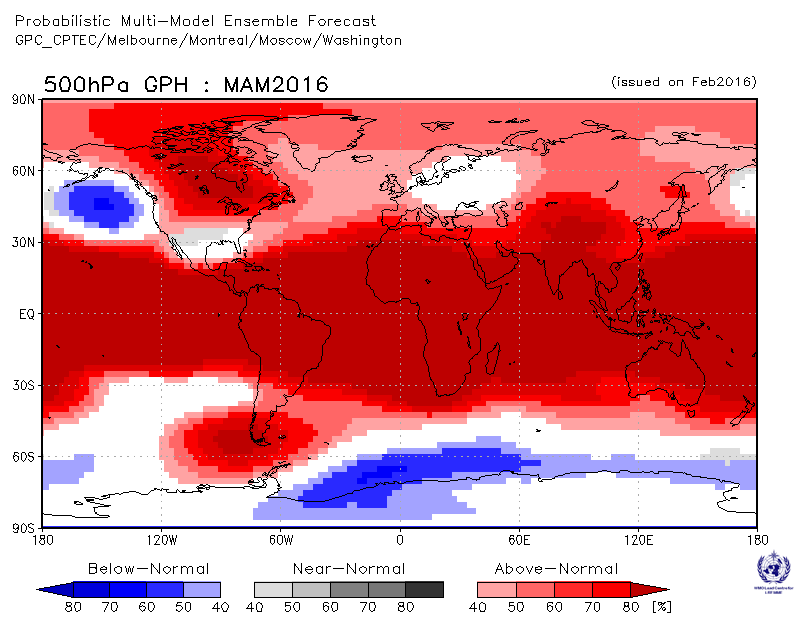 Probabilistic Multi-Model Ensemble Forecast
GPC_CPTEC/Melbourne/Montreal/Moscow/Washington
500hPa GPH : MAM2016
(issued on Feb2016)
90N
60N
30N
EQ
30S
60S
90S
180 120W 60W 0 60E 120E 180
Below-Normal Near-Normal Above-Normal
80 70 60 50 40 40 50 60 70 80 40 50 60 70 80 [%]